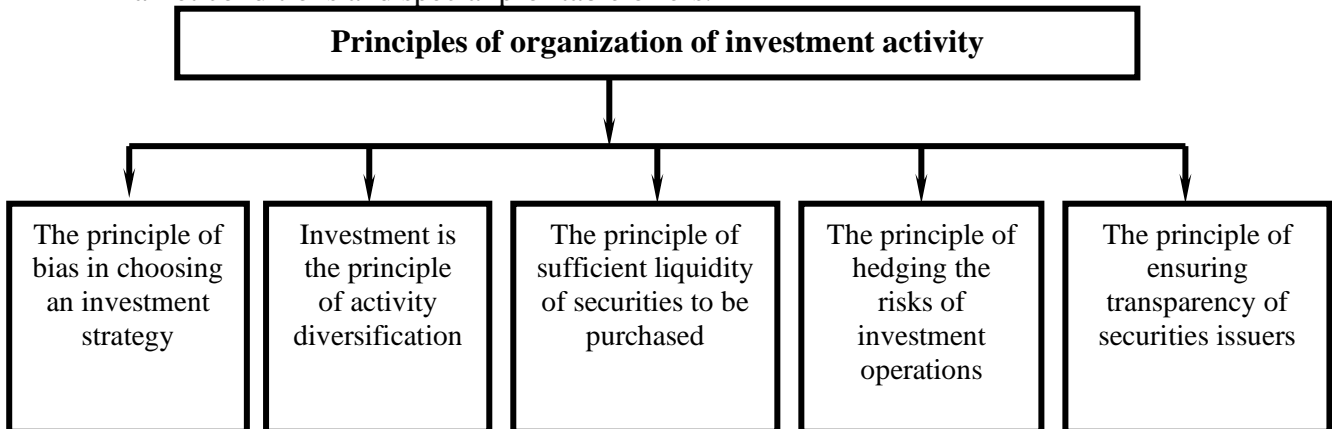 Principles of organization of investment activity
The principle of
bias in choosing
an investment
strategy
Investment is
the principle
of activity
diversification
The principle of
sufficient liquidity
of securities to be
purchased
The principle of
hedging the
risks of
investment
operations
The principle of
ensuring
transparency of
securities issuers